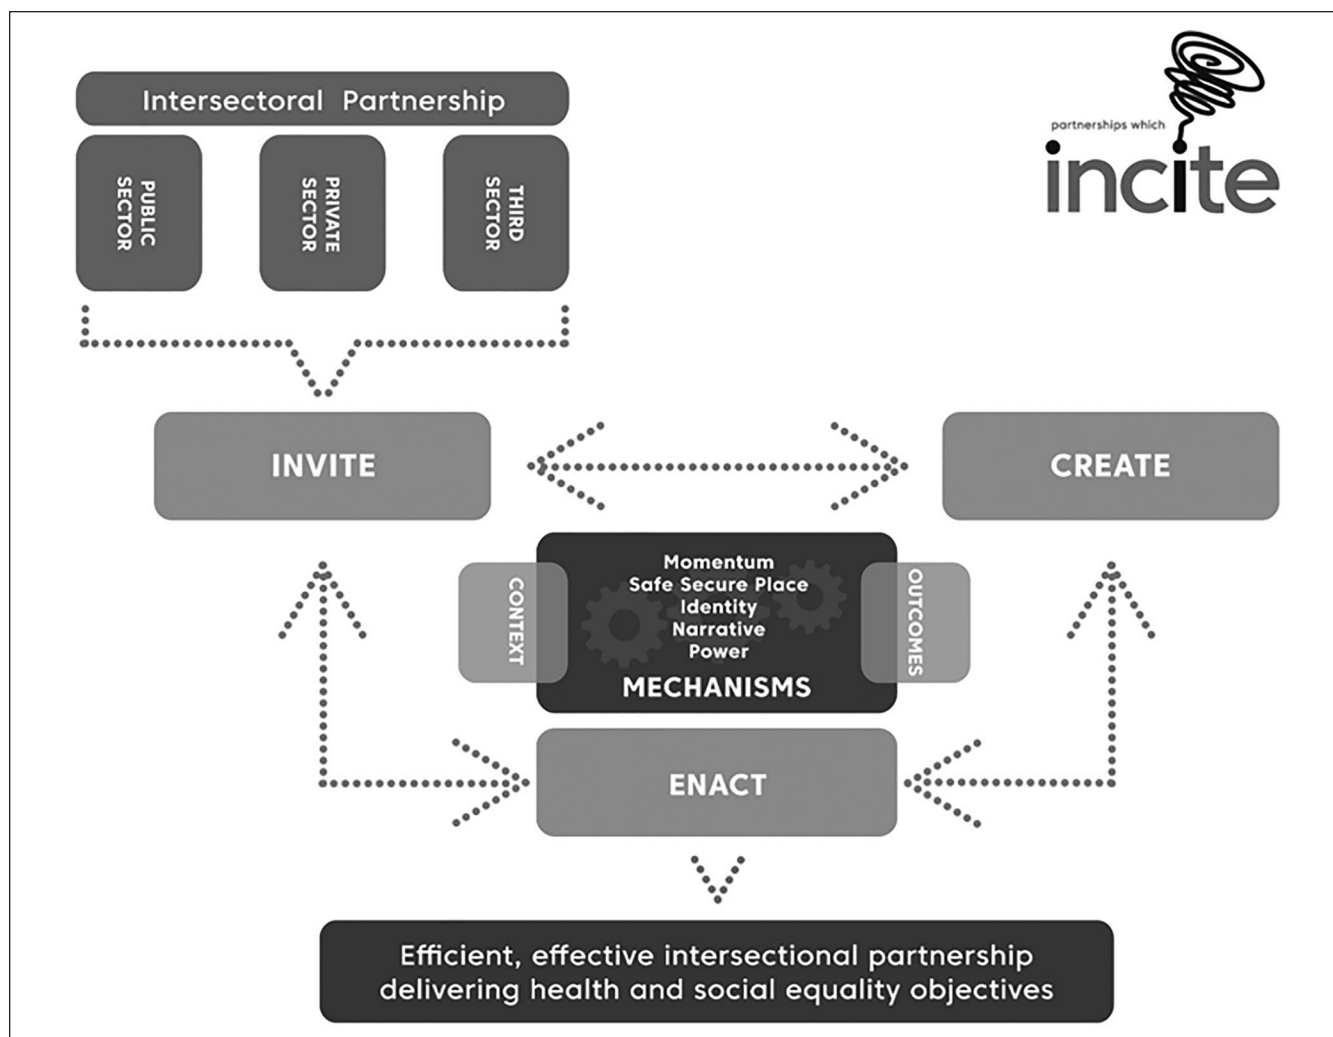 Intersectoral Partnership
PUBLIC
SECTOR
PRIVATE
SECTOR
THIRD
SECTOR
partnerships which
incite
INVITE
CREATE
CONTEXT
Momentum
Safe Secure Place
Identity
Narrative
Power
MECHANISMS
OUTCOMES
ENACT
Efficient, effective intersectional partnership
delivering health and social equality objectives